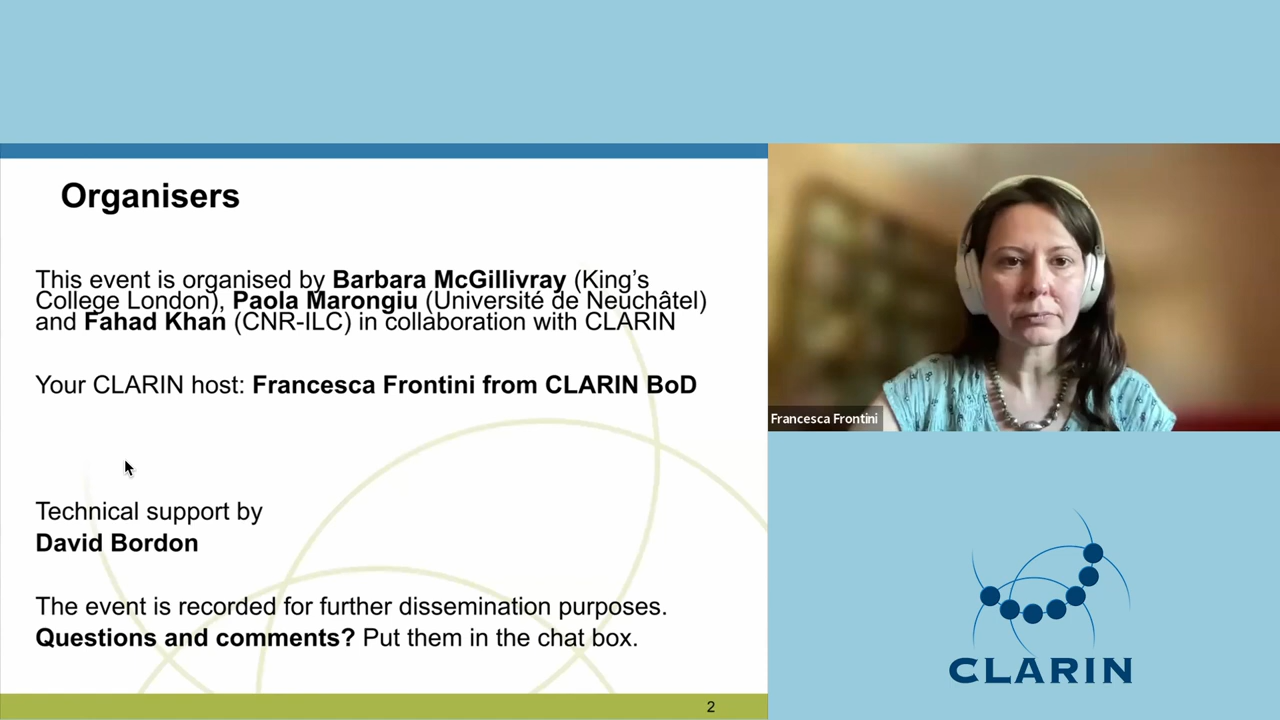 Organisers
This event is organised by Barbara McGillivray (King’s
College London), Paola Marongiu (Université de Neuchâtel)
and Fahad Khan (CNR-ILC) in collaboration with CLARIN
Your CLARIN host: Francesca Frontini from CLARIN BoD
Technical support by
David Bordon
The event is recorded for further dissemination purposes.
Questions and comments? Put them in the chat box.
2
Francesca Frontini
CLARIN